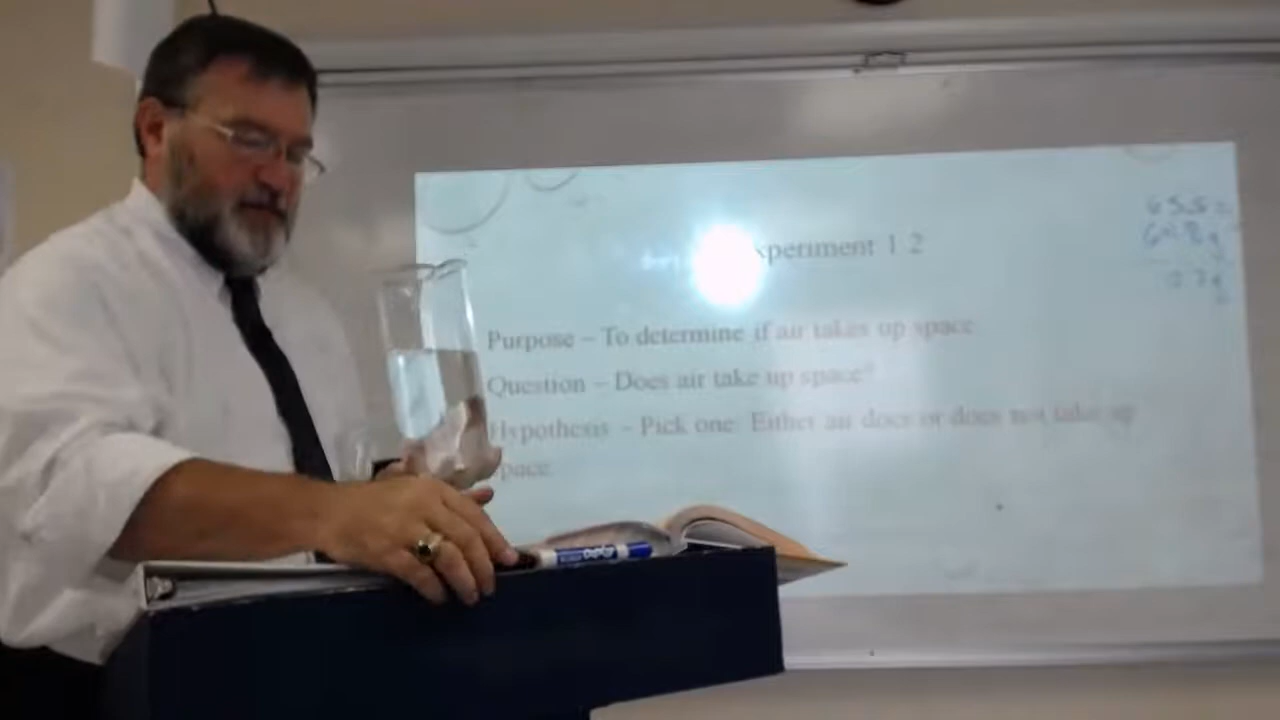 xperiment 1 2
Purpose – To determine if air takes up space
Question – Does air take up space?
Hypothesis – Pick one Either air does or does not take up
space
EXPO